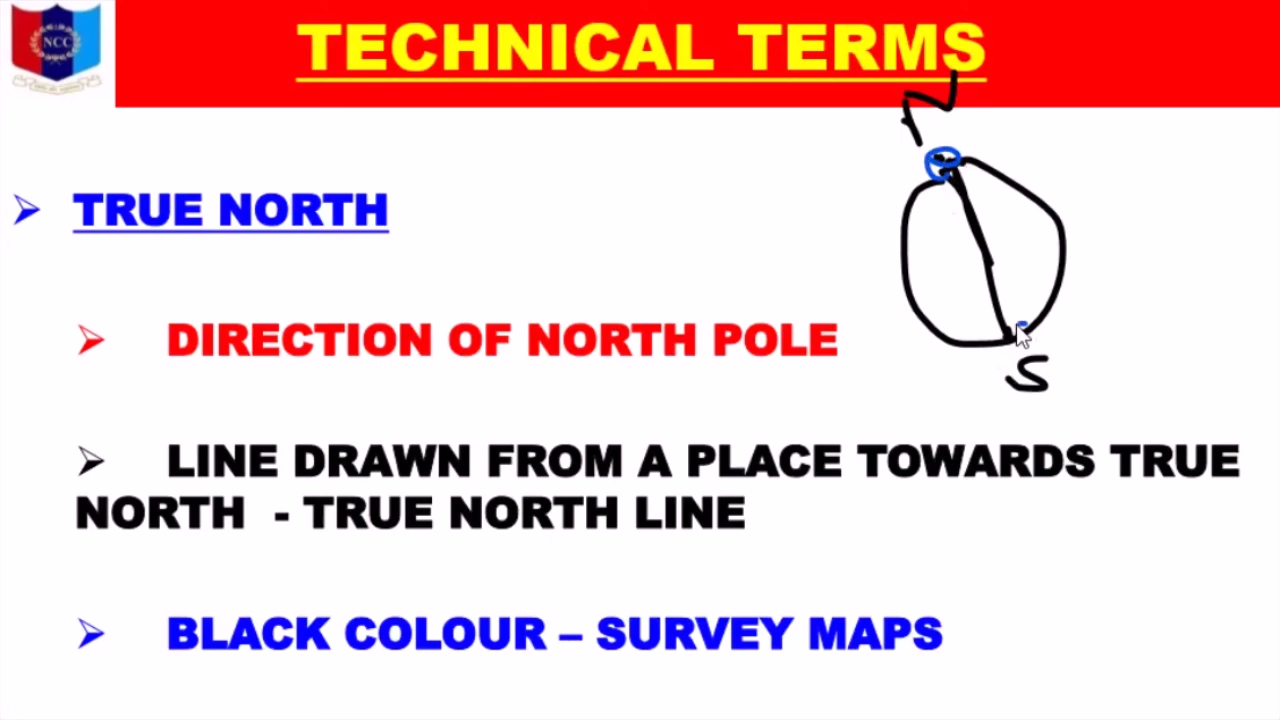 NCC
TECHNICAL TERMS
N
TRUE NORTH
DIRECTION OF NORTH POLE
S
LINE DRAWN FROM A PLACE TOWARDS TRUE
NORTH - TRUE NORTH LINE
BLACK COLOUR – SURVEY MAPS